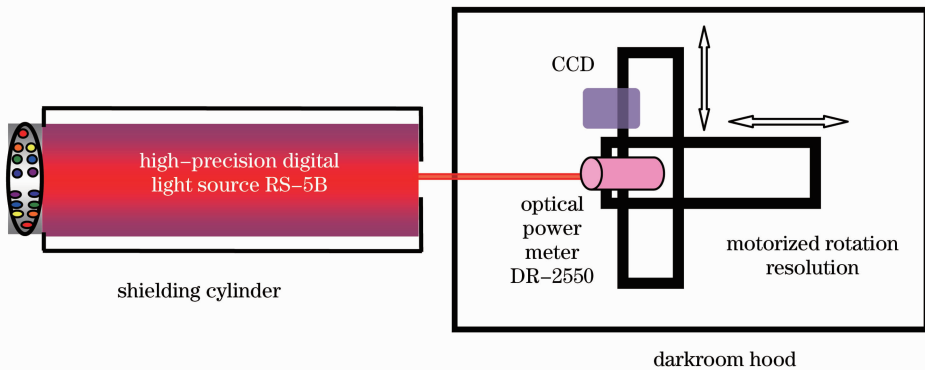 high-precision digital
light source RS-5B
shielding cylinder
CCD
optical
power
meter
DR-2550
motorized rotation
resolution
darkroom hood